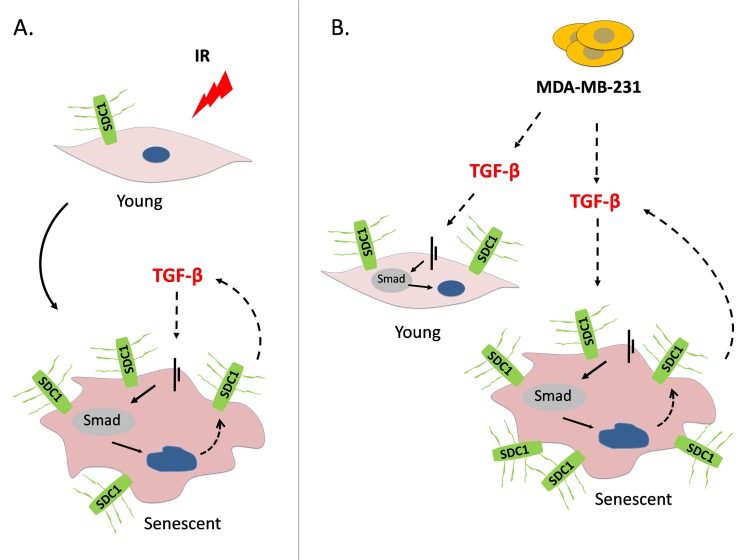 A.
IR
SDC1
Young
TGF-β
SDC1
SDC1
SDC1
Smad
SDC1
Senescent
B.
MDA-MB-231
TGF-β
TGF-β
SDC1
SDC1
Smad
Young
SDC1
SDC1
SDC1
Smad
SDC1
SDC1
SDC1
Senescent